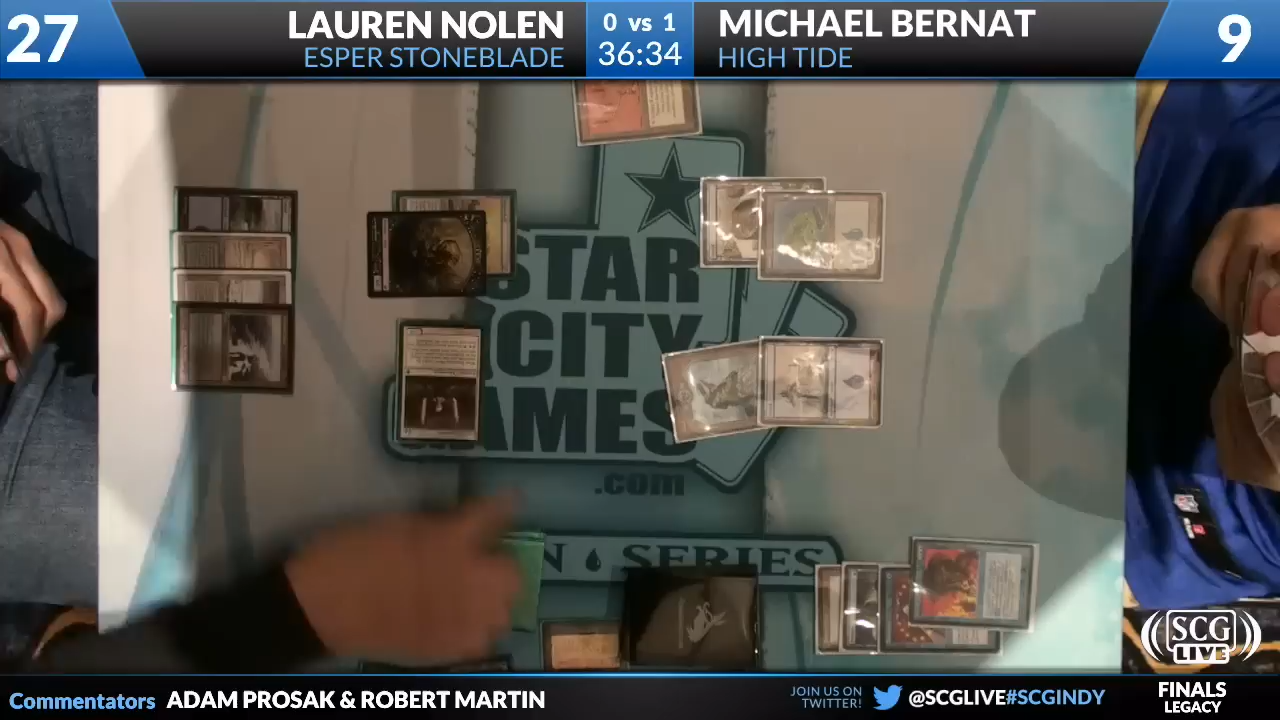 27
LAUREN NOLEN
ESPER STONEBLADE
0 vs 1
36:34
MICHAEL BERNAT
HIGH TIDE
9
STAR
CITY
GAMES
.com
N SERIES
SCG
LIVE
Commentators ADAM PROSAK & ROBERT MARTIN
JOIN US ON
TWITTER!
@SCGLIVE#SCGINDY
FINALS
LEGACY